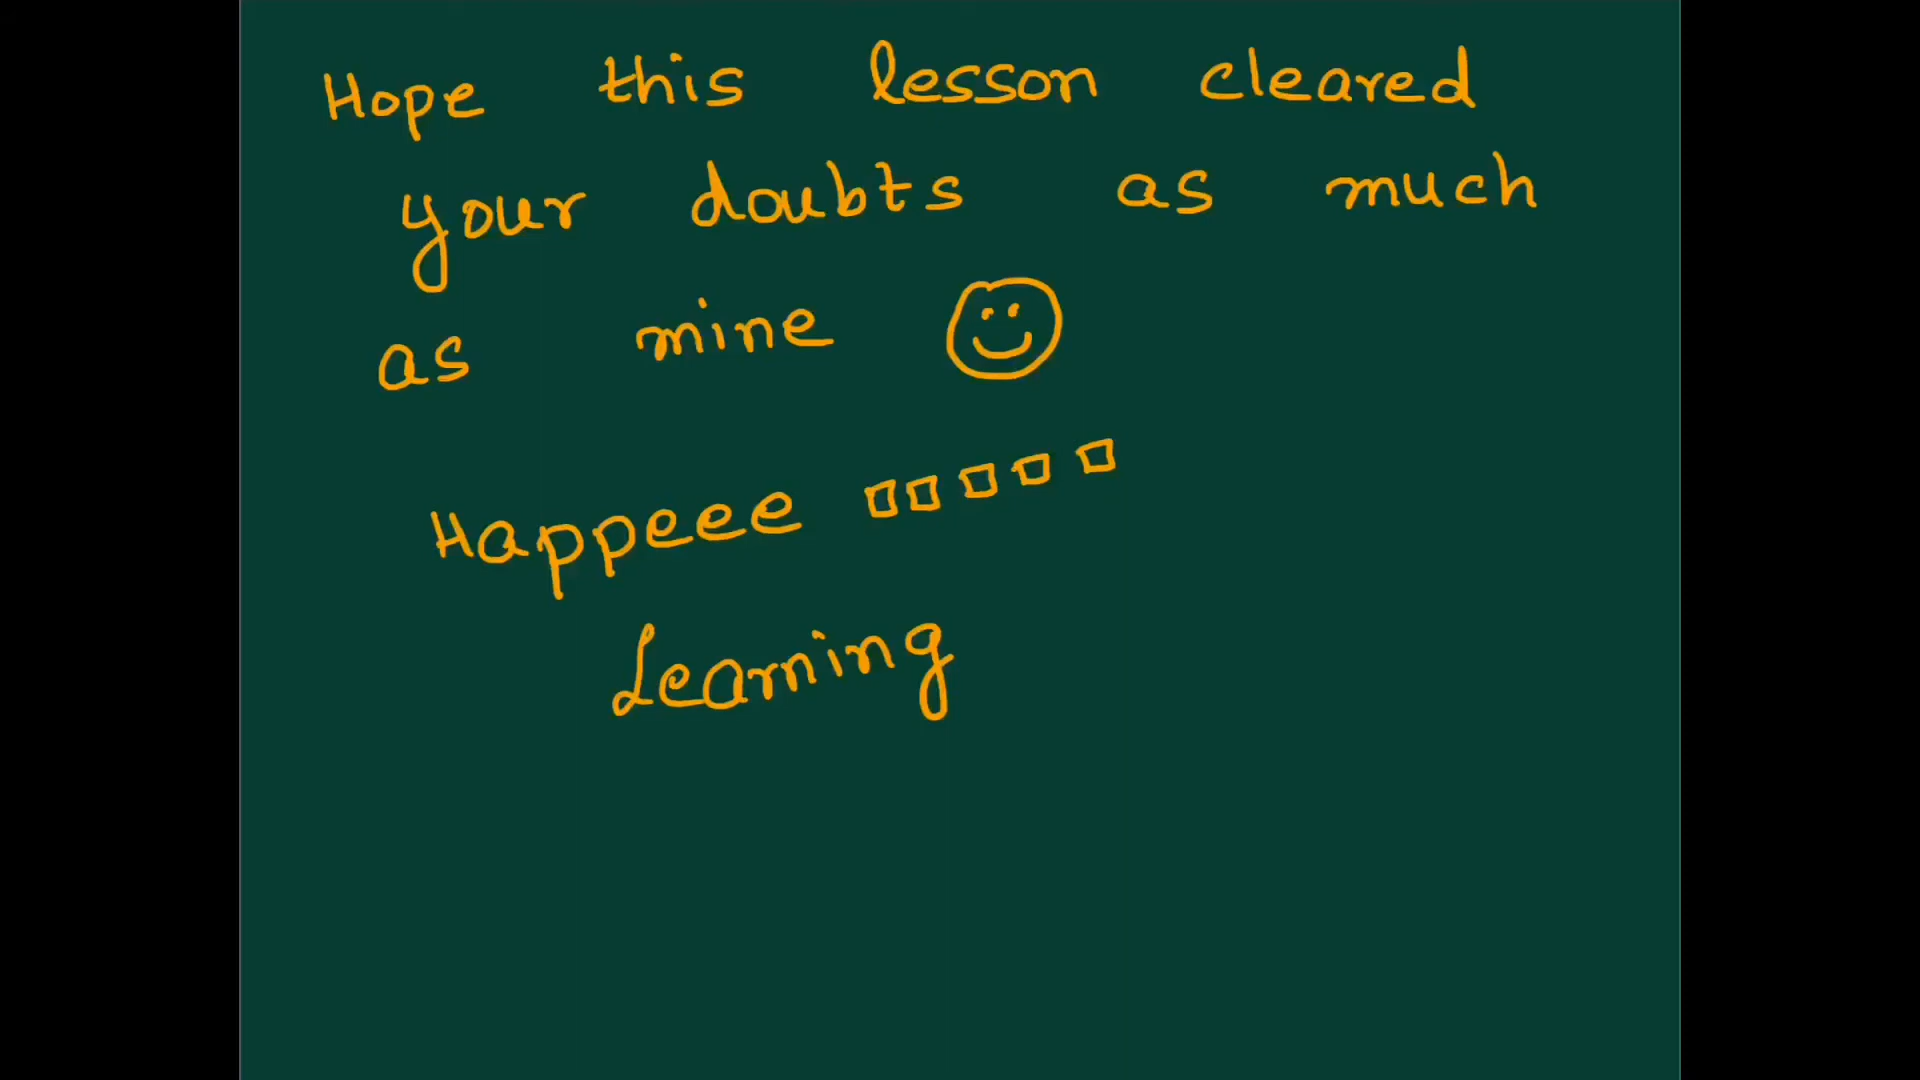 Hope this lesson cleared
your doubts as much
as mine ☺
Happeee
Learning